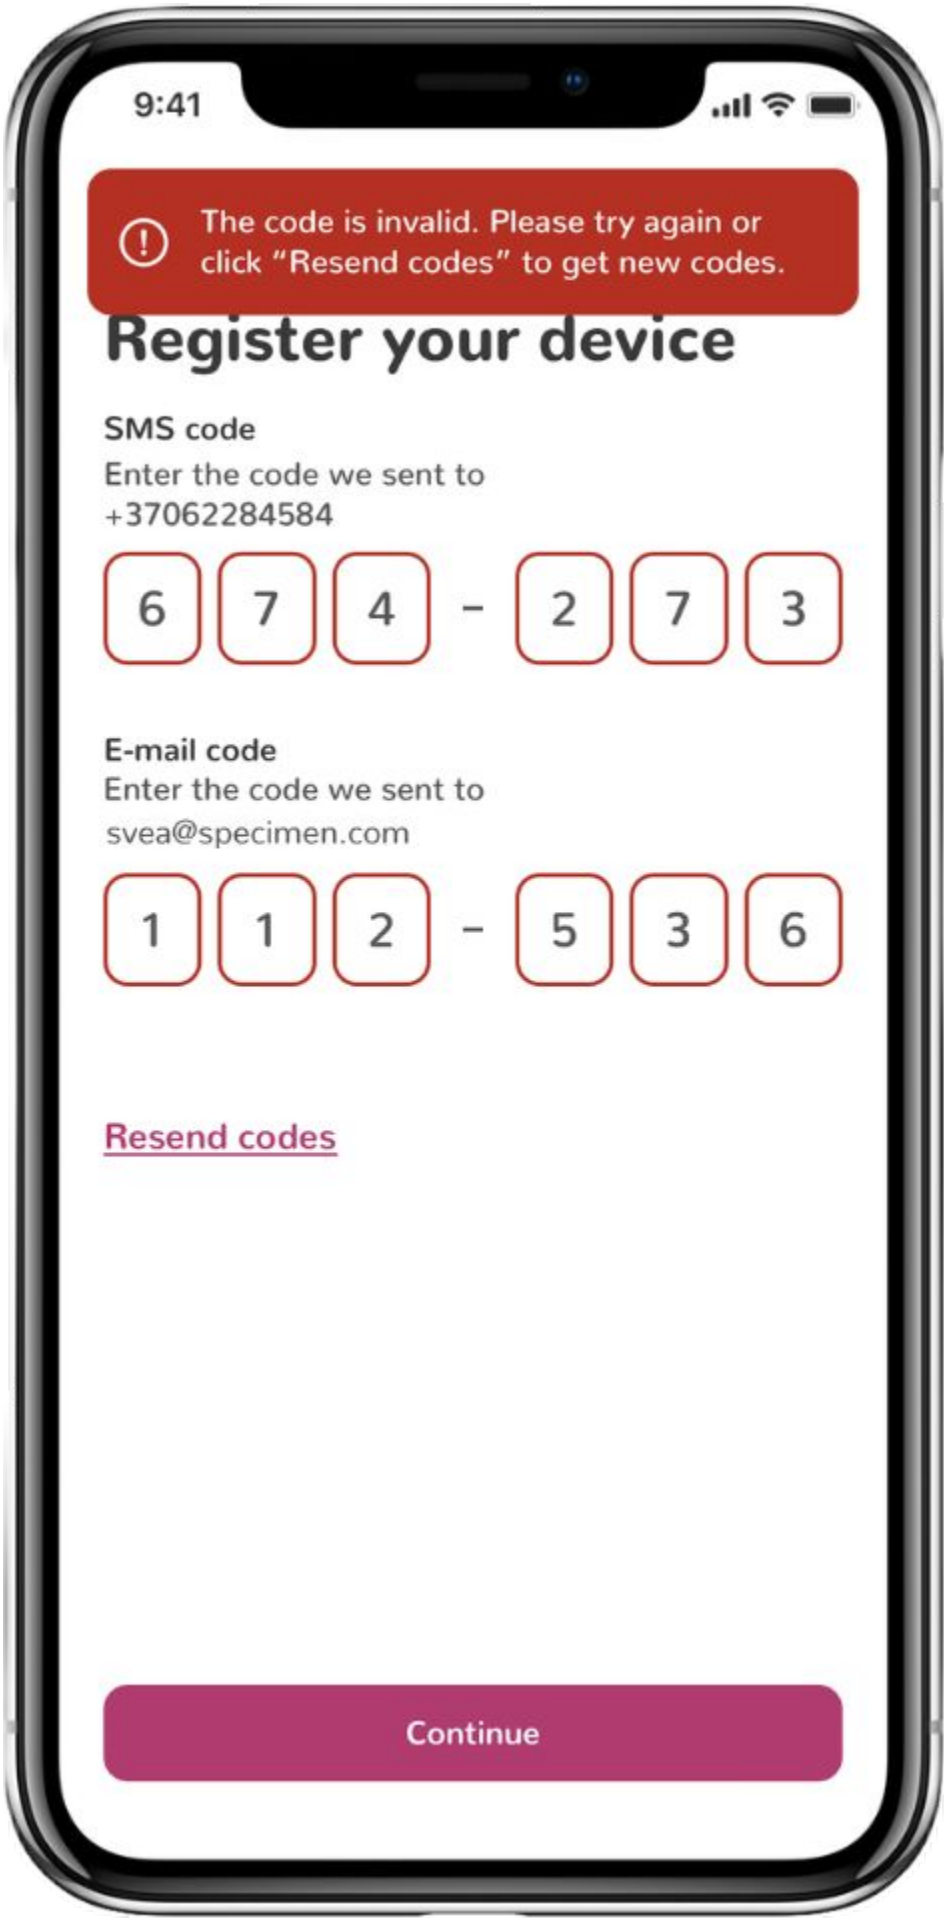 9:41
The code is invalid. Please try again or
click “Resend codes” to get new codes.
Register your device
SMS code
Enter the code we sent to
+37062284584
6 7 4 - 2 7 3
E-mail code
Enter the code we sent to
svea@specimen.com
1 1 2 - 5 3 6
Resend codes
Continue